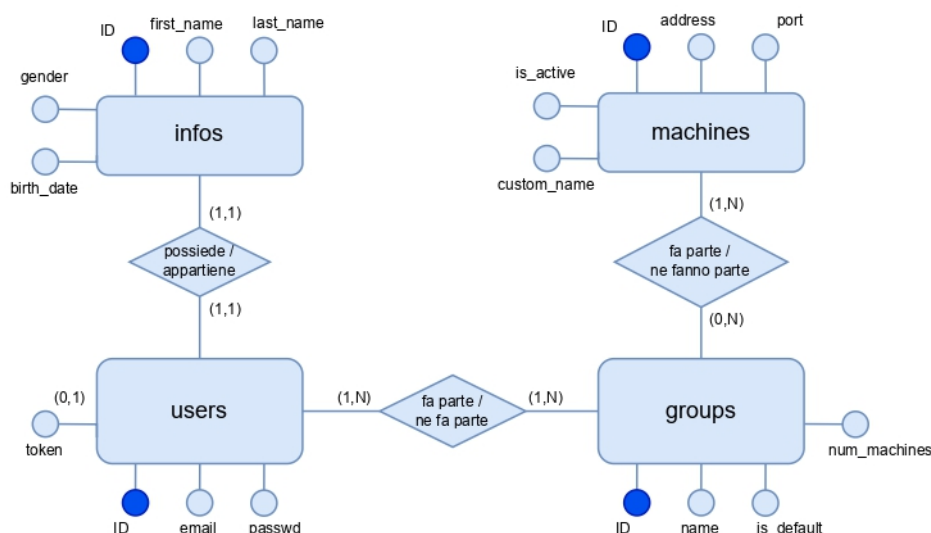 ID
first_name
last_name
gender
infos
birth_date
(1,1)
possiede /
appartiene
(1,1)
ID
address
port
is_active
machines
custom_name
(1,N)
fa parte /
ne fanno parte
(0,N)
(0,1)
users
token
ID
email
passwd
(1,N)
fa parte /
ne fa parte
(1,N)
groups
num_machines
ID
name
is_default